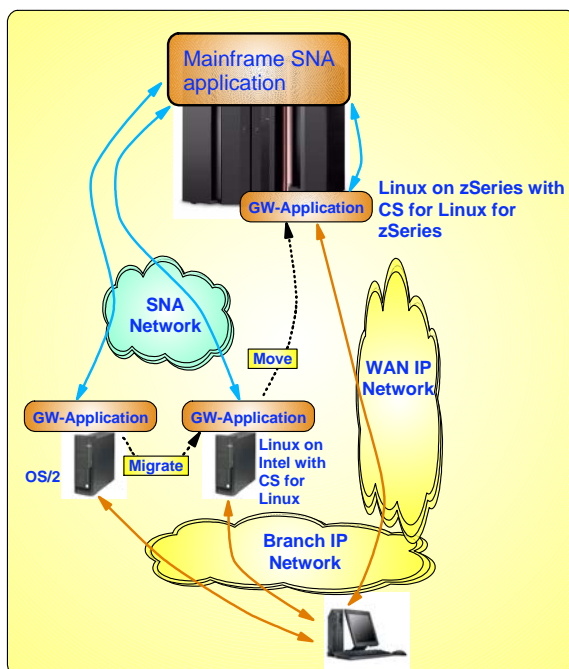 Mainframe SNA
application
GW-Application
Linux on zSeries with
CS for Linux for
zSeries
SNA
Network
Move
WAN IP
Network
GW-Application
GW-Application
OS/2
Migrate
Linux on
Intel with
CS for
Linux
Branch IP
Network